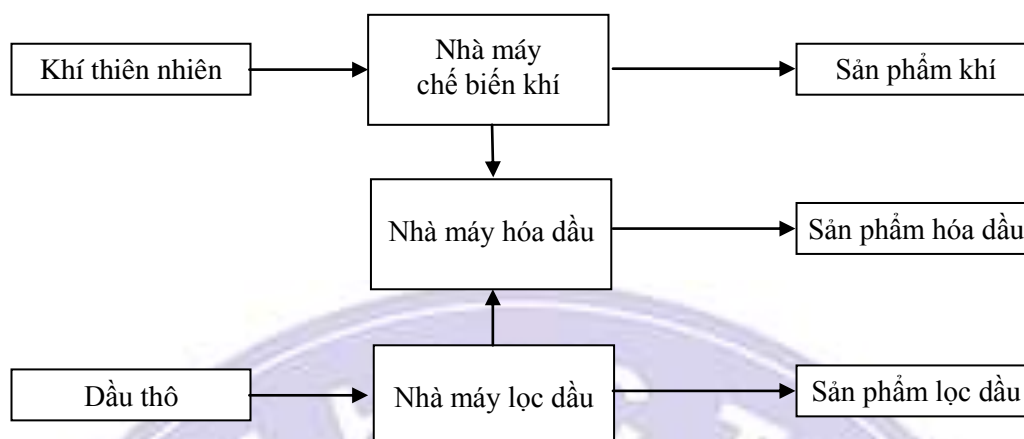 Khí thiên nhiên
Nhà máy
chế biến khí
Sản phẩm khí
Nhà máy hóa dầu
Sản phẩm hóa dầu
Dầu thô
Nhà máy lọc dầu
Sản phẩm lọc dầu